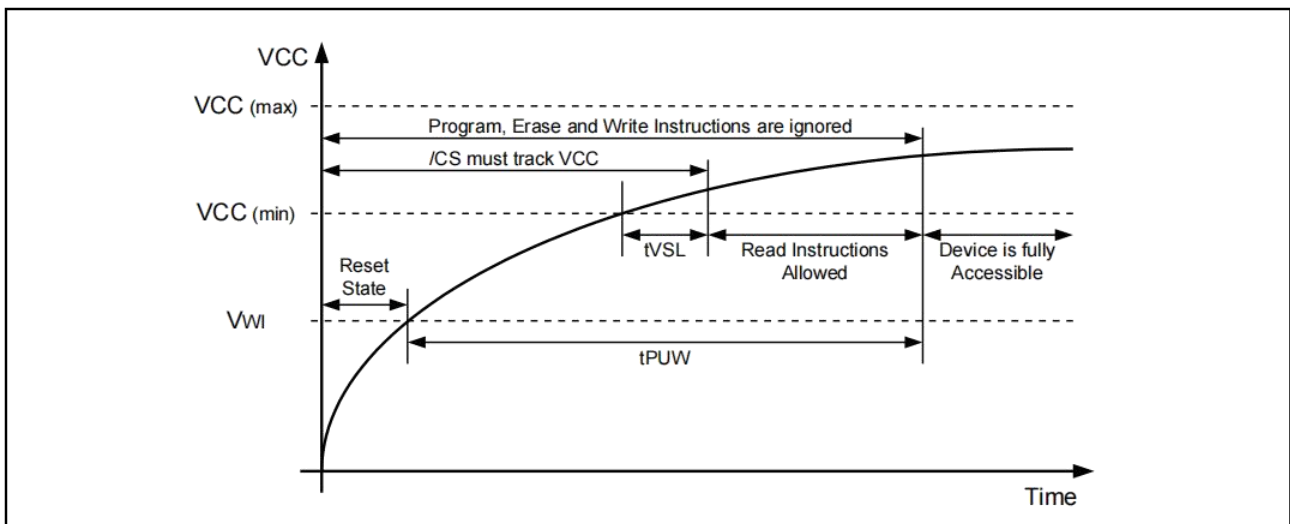 VCC
VCC (max)
Program, Erase and Write Instructions are ignored
/CS must track VCC
VCC (min)
tVSL
Read Instructions
Allowed
Device is fully
Accessible
Reset
State
VWI
tPUW
Time